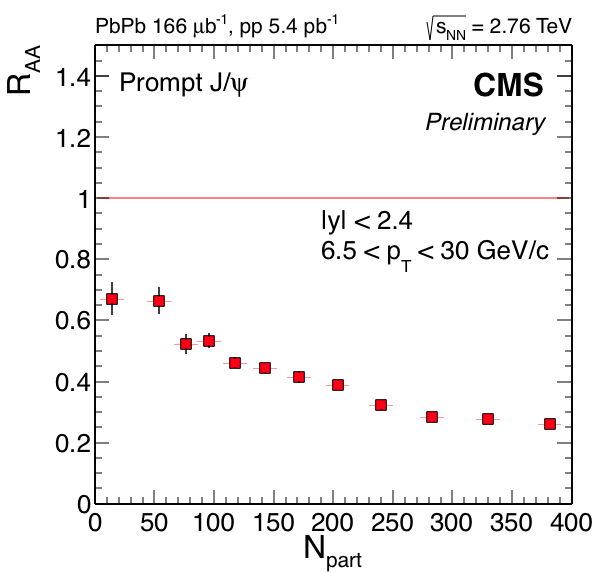 PbPb 166 μb⁻¹, pp 5.4 pb⁻¹
√sNN = 2.76 TeV
RAA
Prompt J/ψ
CMS
Preliminary
|y| < 2.4
6.5 < pT < 30 GeV/c
1.4
1.2
1
0.8
0.6
0.4
0.2
0
0 50 100 150 200 250 300 350 400
Npart